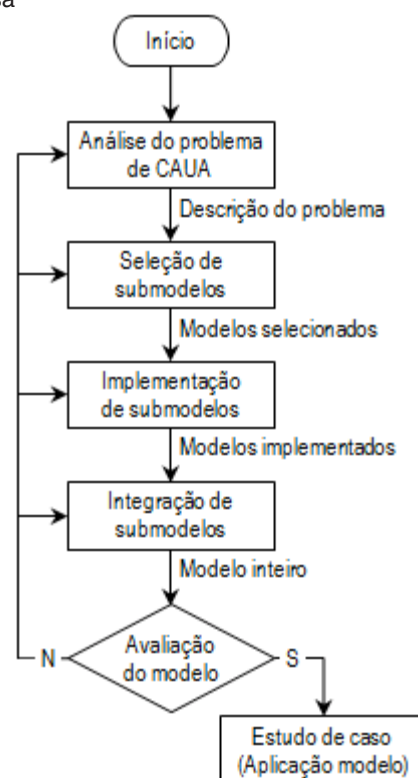 sa
Início
Análise do problema
de CAUA
Descrição do problema
Seleção de
submodelos
Modelos selecionados
Implementação
de submodelos
Modelos implementados
Integração de
submodelos
Modelo inteiro
Avaliação
do modelo
N
S
Estudo de caso
(Aplicação modelo)